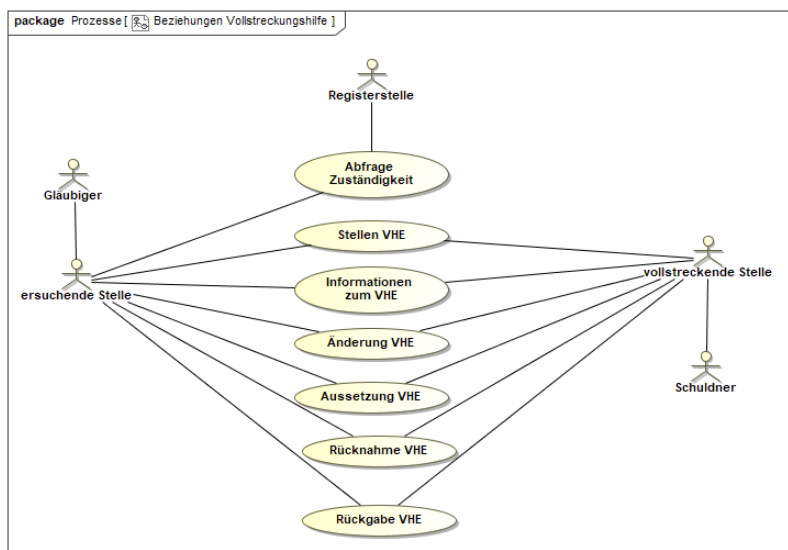 package Prozesse [ Beziehungen Vollstreckungshilfe ]
Registerstelle
Abfrage
Zuständigkeit
Gläubiger
Stellen VHE
vollstreckende Stelle
Informationen
zum VHE
ersuchende Stelle
Änderung VHE
Schuldner
Aussetzung VHE
Rücknahme VHE
Rückgabe VHE